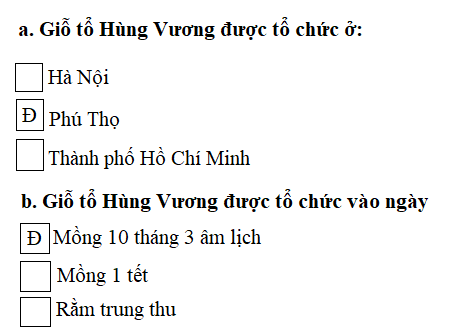 a. Giỗ tổ Hùng Vương được tổ chức ở:
Hà Nội
Đ Phú Thọ
Thành phố Hồ Chí Minh
b. Giỗ tổ Hùng Vương được tổ chức vào ngày
Đ Mồng 10 tháng 3 âm lịch
Mồng 1 tết
Rằm trung thu